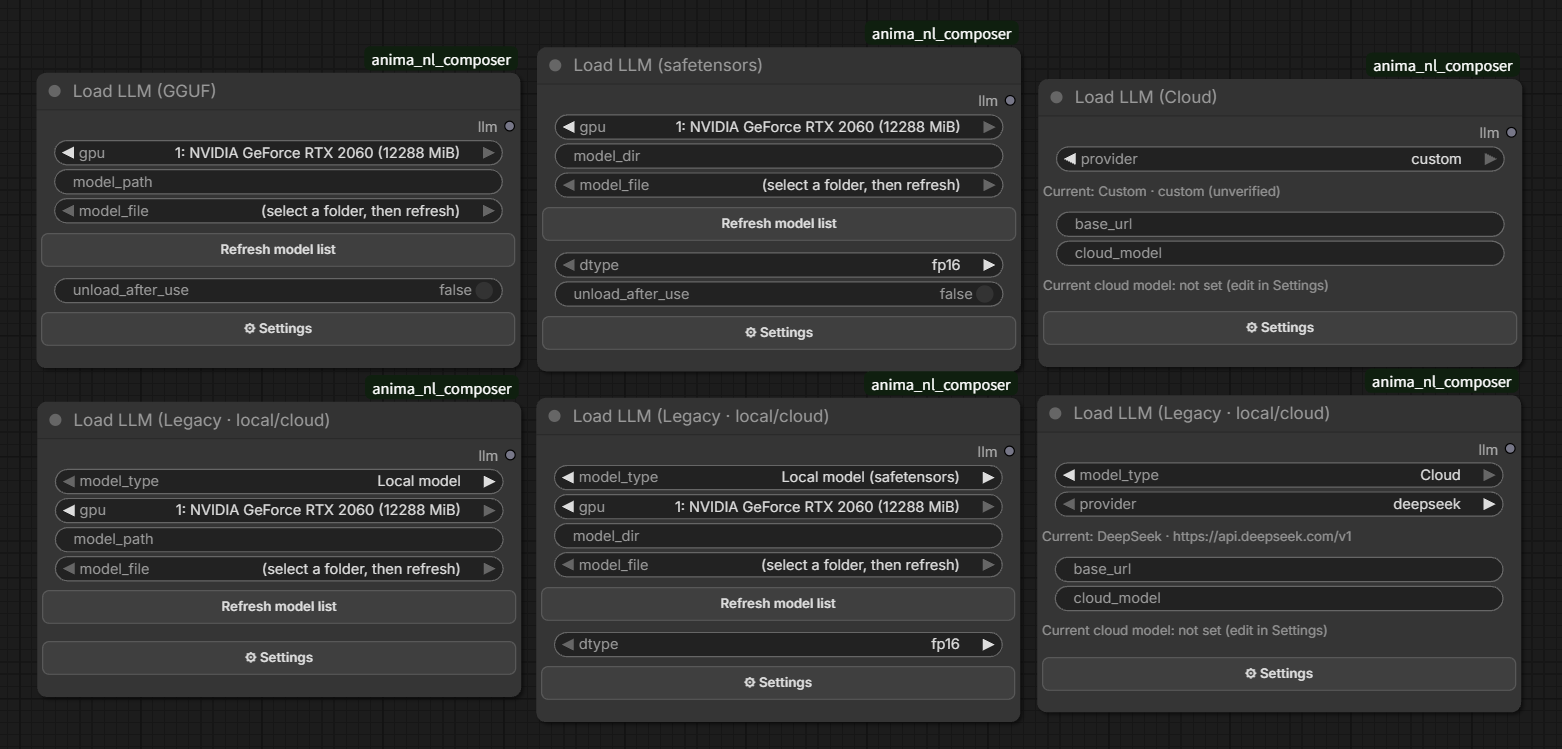 anima_nl_composer
Load LLM (GGUF)
llm
gpu 1: NVIDIA GeForce RTX 2060 (12288 MiB)
model_path
model_file (select a folder, then refresh)
Refresh model list
unload_after_use false
⚙ Settings
anima_nl_composer
Load LLM (safetensors)
llm
gpu 1: NVIDIA GeForce RTX 2060 (12288 MiB)
model_dir
model_file (select a folder, then refresh)
Refresh model list
dtype fp16
unload_after_use false
⚙ Settings
anima_nl_composer
Load LLM (Cloud)
llm
provider custom
Current: Custom · custom (unverified)
base_url
cloud_model
Current cloud model: not set (edit in Settings)
⚙ Settings
anima_nl_composer
Load LLM (Legacy · local/cloud)
llm
model_type Local model
gpu 1: NVIDIA GeForce RTX 2060 (12288 MiB)
model_path
model_file (select a folder, then refresh)
Refresh model list
⚙ Settings
anima_nl_composer
Load LLM (Legacy · local/cloud)
llm
model_type Local model (safetensors)
gpu 1: NVIDIA GeForce RTX 2060 (12288 MiB)
model_dir
model_file (select a folder, then refresh)
Refresh model list
dtype fp16
⚙ Settings
anima_nl_composer
Load LLM (Legacy · local/cloud)
llm
model_type Cloud
provider deepseek
Current: DeepSeek · https://api.deepseek.com/v1
base_url
cloud_model
Current cloud model: not set (edit in Settings)
⚙ Settings